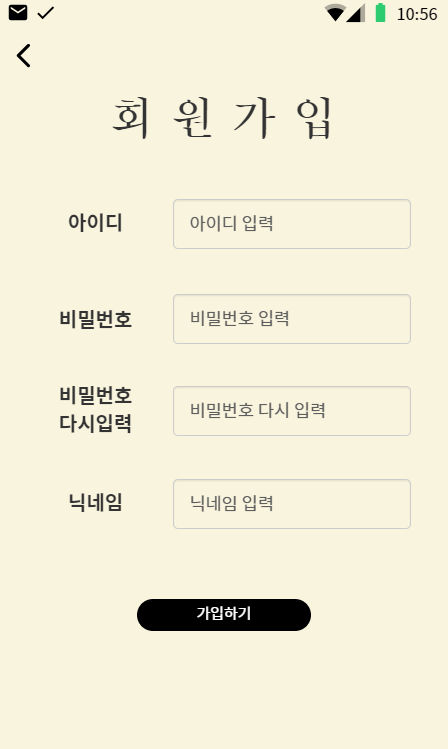 10:56
회 원 가 입
아이디
아이디 입력
비밀번호
비밀번호 입력
비밀번호
다시입력
비밀번호 다시 입력
닉네임
닉네임 입력
가입하기